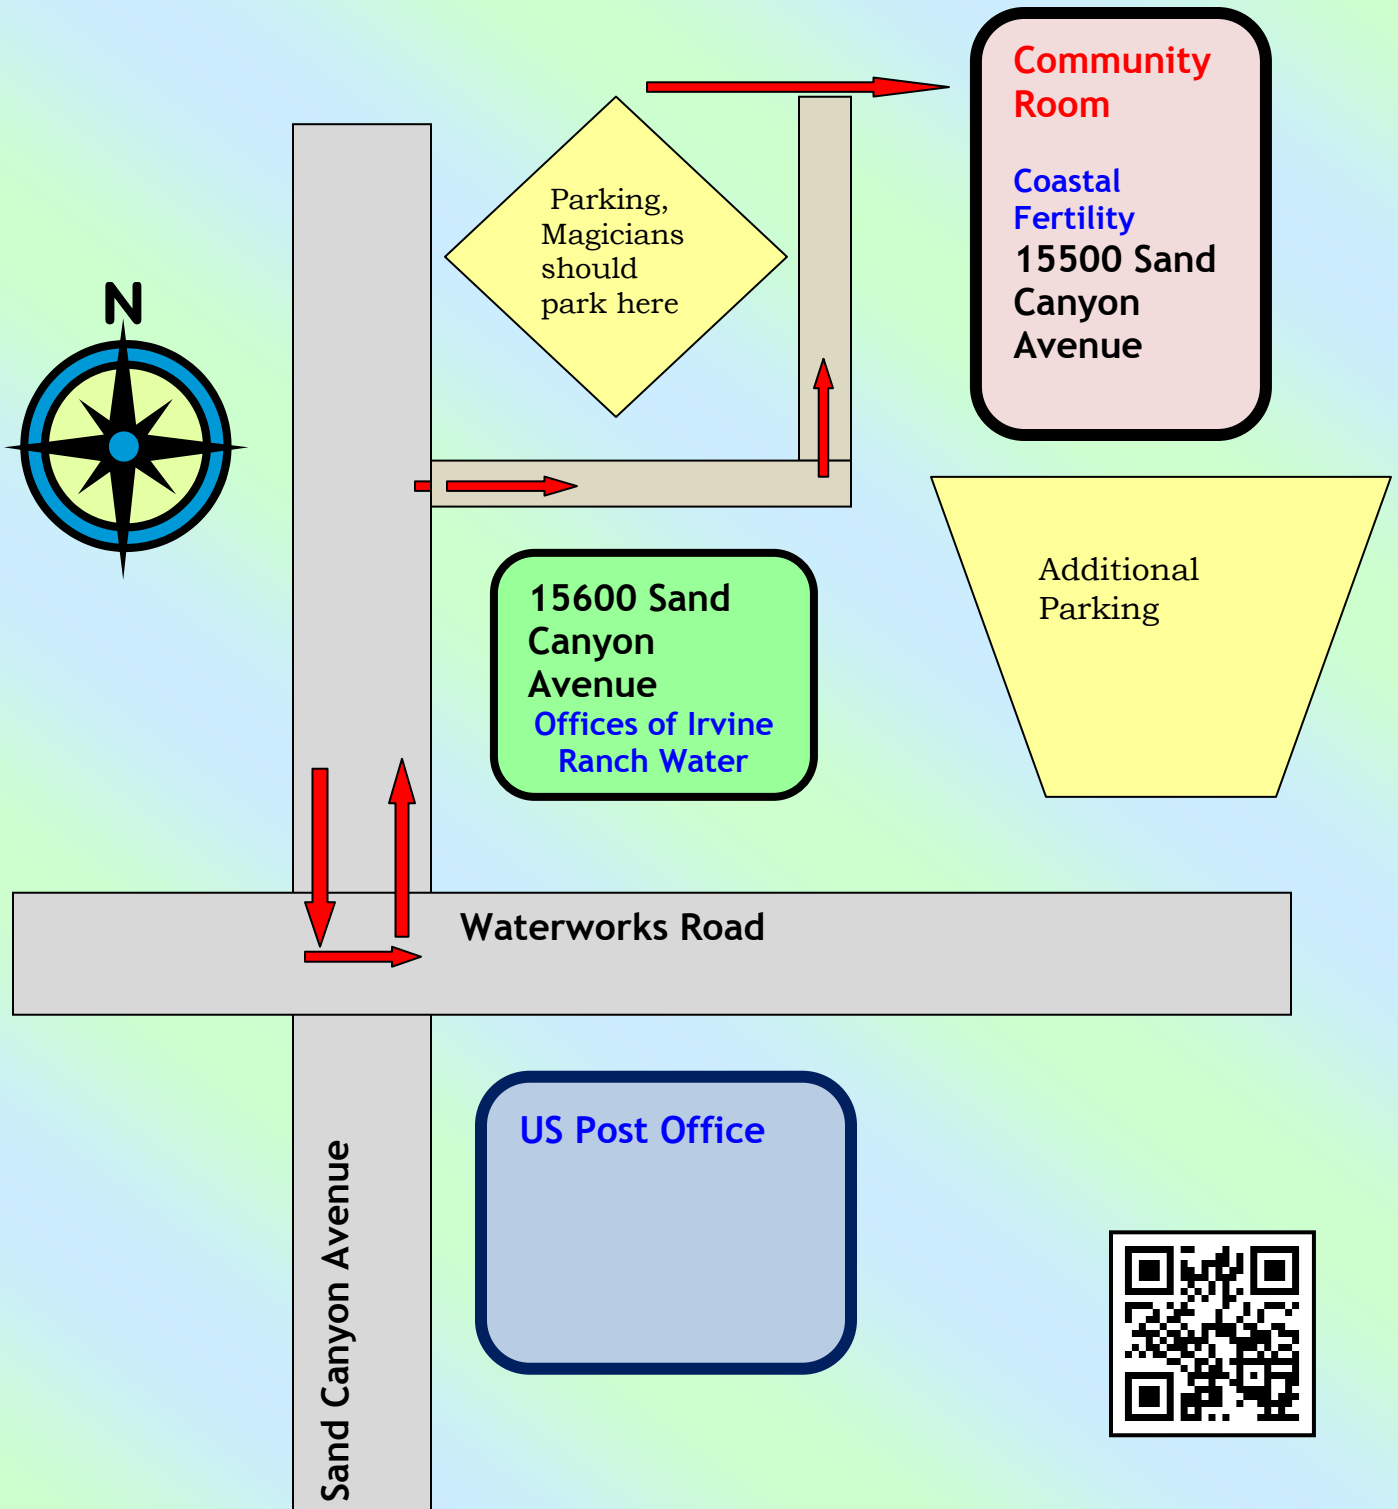 Community
Room
Coastal
Fertility
15500 Sand
Canyon
Avenue
Parking,
Magicians
should
park here
N
15600 Sand
Canyon
Avenue
Offices of Irvine
Ranch Water
Additional
Parking
Waterworks Road
US Post Office
Sand Canyon Avenue